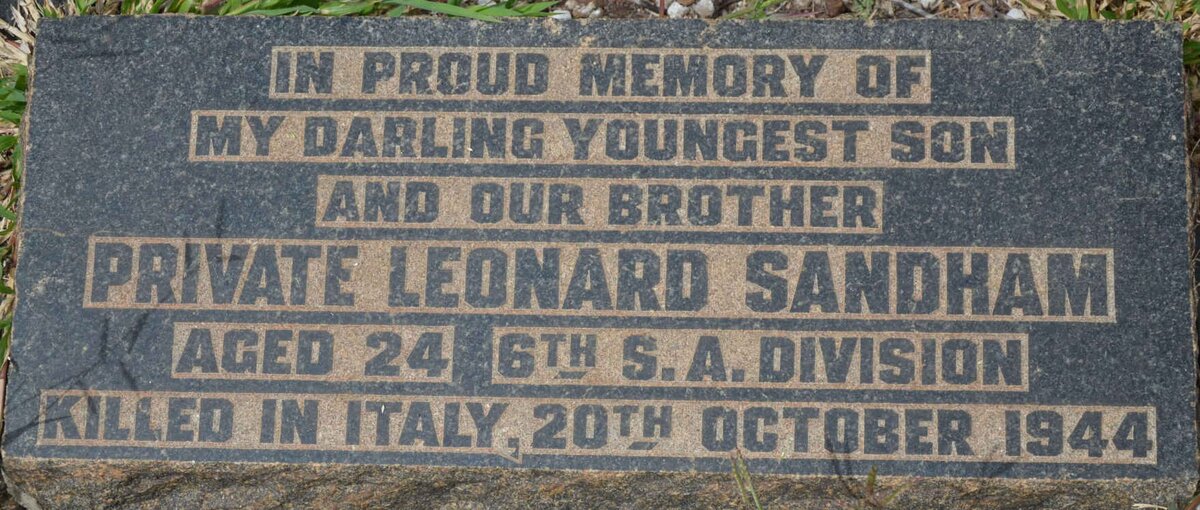 IN PROUD MEMORY OF
MY DARLING YOUNGEST SON
AND OUR BROTHER
PRIVATE LEONARD SANDHAM
AGED 24 6TH S.A. DIVISION
KILLED IN ITALY, 20TH OCTOBER 1944